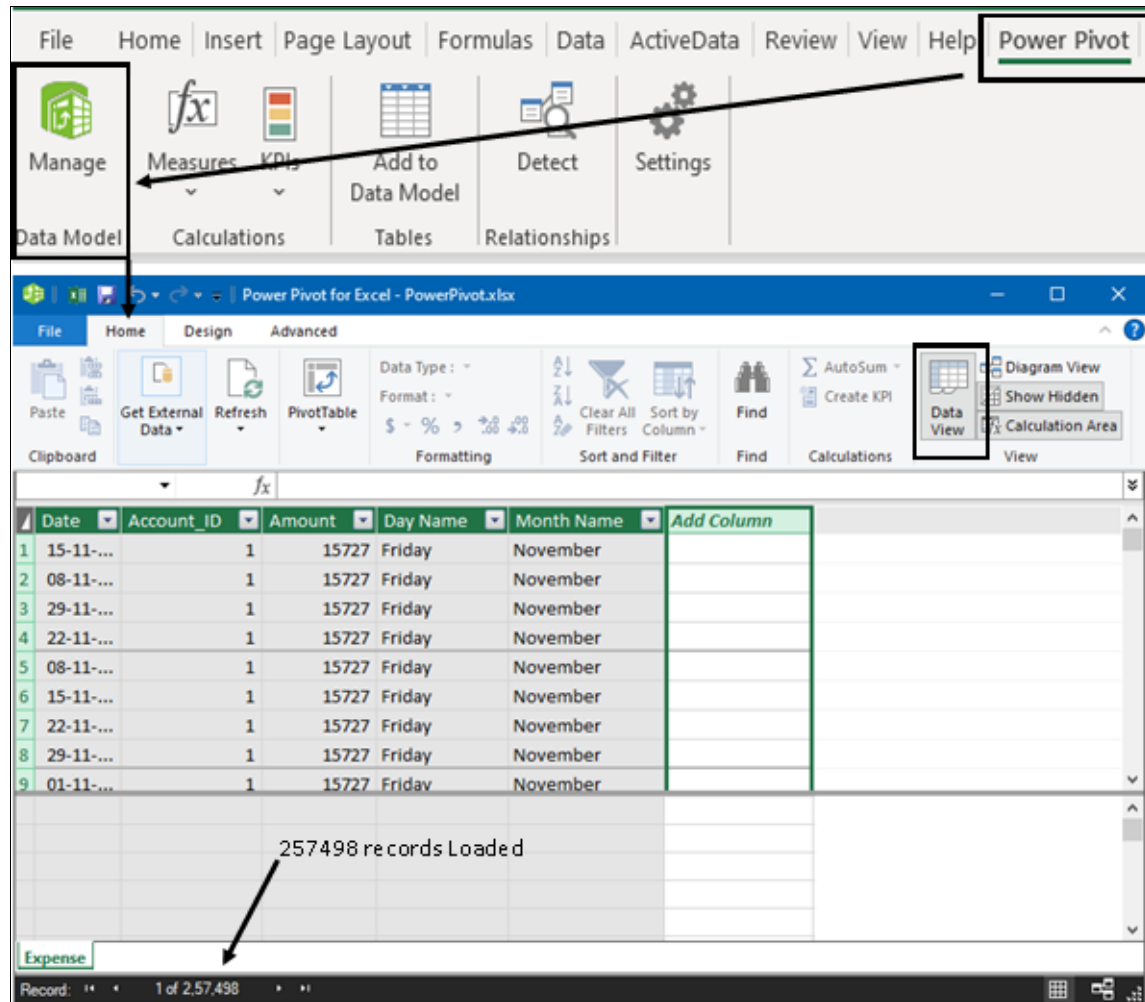 File Home Insert Page Layout Formulas Data ActiveData Review View Help Power Pivot
Manage Measures KPIs Add to Data Model Detect Settings
Data Model Calculations Tables Relationships
Power Pivot for Excel - PowerPivot.xlsx
File Home Design Advanced
Paste Get External Data Refresh PivotTable
Data Type :
Format :
$ % ,
Clear All Filters Sort by Column Find
AutoSum
Create KPI
Data View
Diagram View
Show Hidden
Calculation Area
Clipboard Formatting Sort and Filter Find Calculations View
fx
Date Account_ID Amount Day Name Month Name Add Column
1 15-11-... 1 15727 Friday November
2 08-11-... 1 15727 Friday November
3 29-11-... 1 15727 Friday November
4 22-11-... 1 15727 Friday November
5 08-11-... 1 15727 Friday November
6 15-11-... 1 15727 Friday November
7 22-11-... 1 15727 Friday November
8 29-11-... 1 15727 Friday November
9 01-11-... 1 15727 Friday November
257498 records Loaded
Expense
Record: 1 of 2,57,498